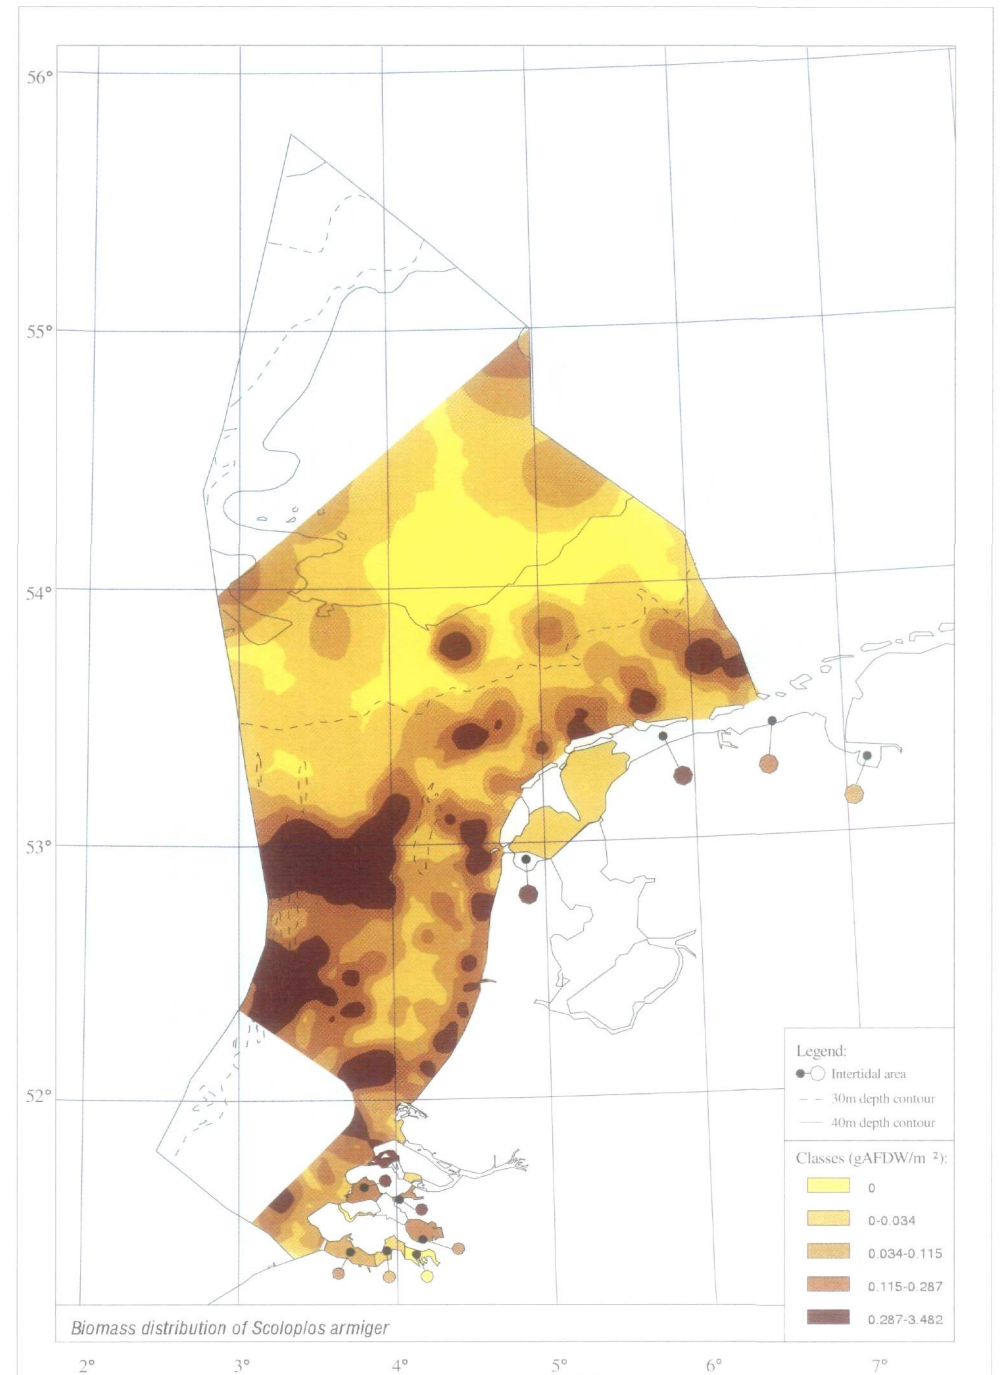 56°
55°
54°
53°
52°
Legend:
Intertidal area
30m depth contour
40m depth contour
Classes (gAFDW/m ²):
0
0-0.034
0.034-0.115
0.115-0.287
0.287-3.482
Biomass distribution of Scoloplos armiger
2° 3° 4° 5° 6° 7°